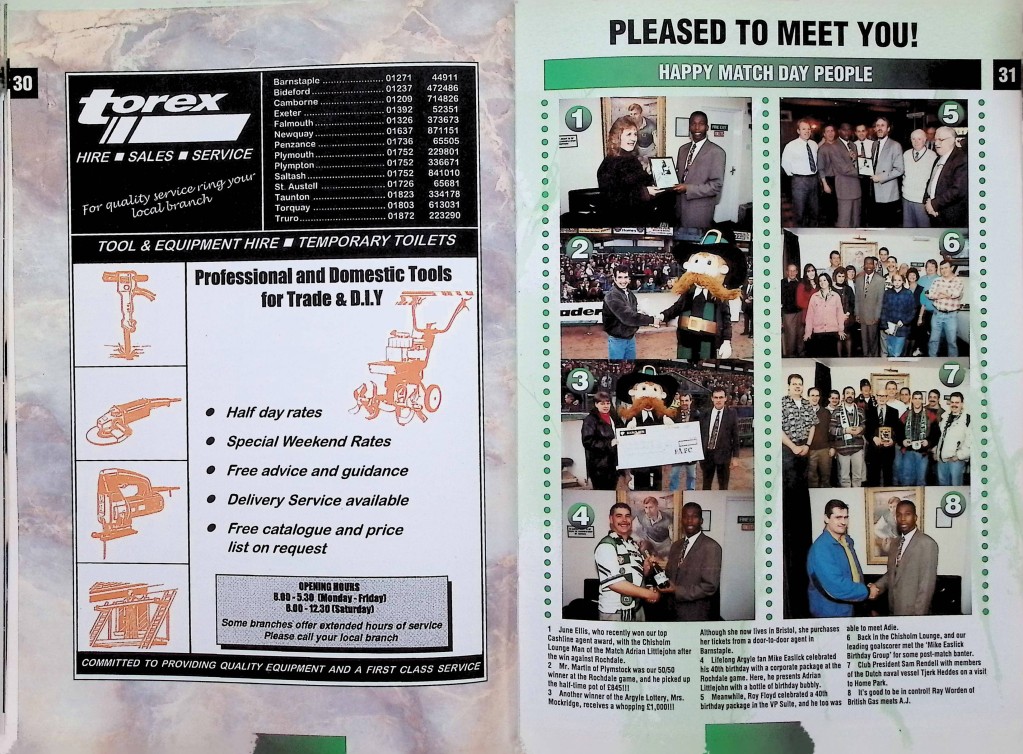 30
torex
HIRE ■ SALES ■ SERVICE
For quality service ring your
local branch
Barnstaple ........................ 01271 44911
Bideford ........................ 01237 472486
Camborne ........................ 01209 714826
Exeter ........................ 01392 52351
Falmouth ........................ 01326 373673
Newquay ........................ 01637 871151
Penzance ........................ 01736 65505
Plymouth ........................ 01752 229801
Plympton ........................ 01752 336671
Saltash ........................ 01752 841010
St. Austell ........................ 01726 65681
Taunton ........................ 01823 334178
Torquay ........................ 01803 613031
Truro ........................ 01872 223290
TOOL & EQUIPMENT HIRE ■ TEMPORARY TOILETS
Professional and Domestic Tools
for Trade & D.I.Y
● Half day rates
● Special Weekend Rates
● Free advice and guidance
● Delivery Service available
● Free catalogue and price
list on request
OPENING HOURS
8.00 - 5.30 (Monday - Friday)
8.00 - 12.30 (Saturday)
Some branches offer extended hours of service
Please call your local branch
COMMITTED TO PROVIDING QUALITY EQUIPMENT AND A FIRST CLASS SERVICE
PLEASED TO MEET YOU!
HAPPY MATCH DAY PEOPLE
31
1
2
ader
3
4
5
6
7
8
1 June Ellis, who recently won our top
Cashline agent award, with the Chisholm
Lounge Man of the Match Adrian Littlejohn after
the win against Rochdale.
2 Mr. Martin of Plymstock was our 50/50
winner at the Rochdale game, and he picked up
the half-time pot of £845!!!
3 Another winner of the Argyle Lottery, Mrs.
Mockridge, receives a whopping £1,000!!!
Although she now lives in Bristol, she purchases
her tickets from a door-to-door agent in
Barnstaple.
4 Lifelong Argyle fan Mike Easlick celebrated
his 40th birthday with a corporate package at the
Rochdale game. Here, he presents Adrian
Littlejohn with a bottle of birthday bubbly.
5 Meanwhile, Roy Floyd celebrated a 40th
birthday package in the VP Suite, and he too was
able to meet Adie.
6 Back in the Chisholm Lounge, and our
leading goalscorer met the 'Mike Easlick
Birthday Group' for some post-match banter.
7 Club President Sam Rendell with members
of the Dutch naval vessel Tjerk Heddes on a visit
to Home Park.
8 It's good to be in control! Ray Worden of
British Gas meets A.J.